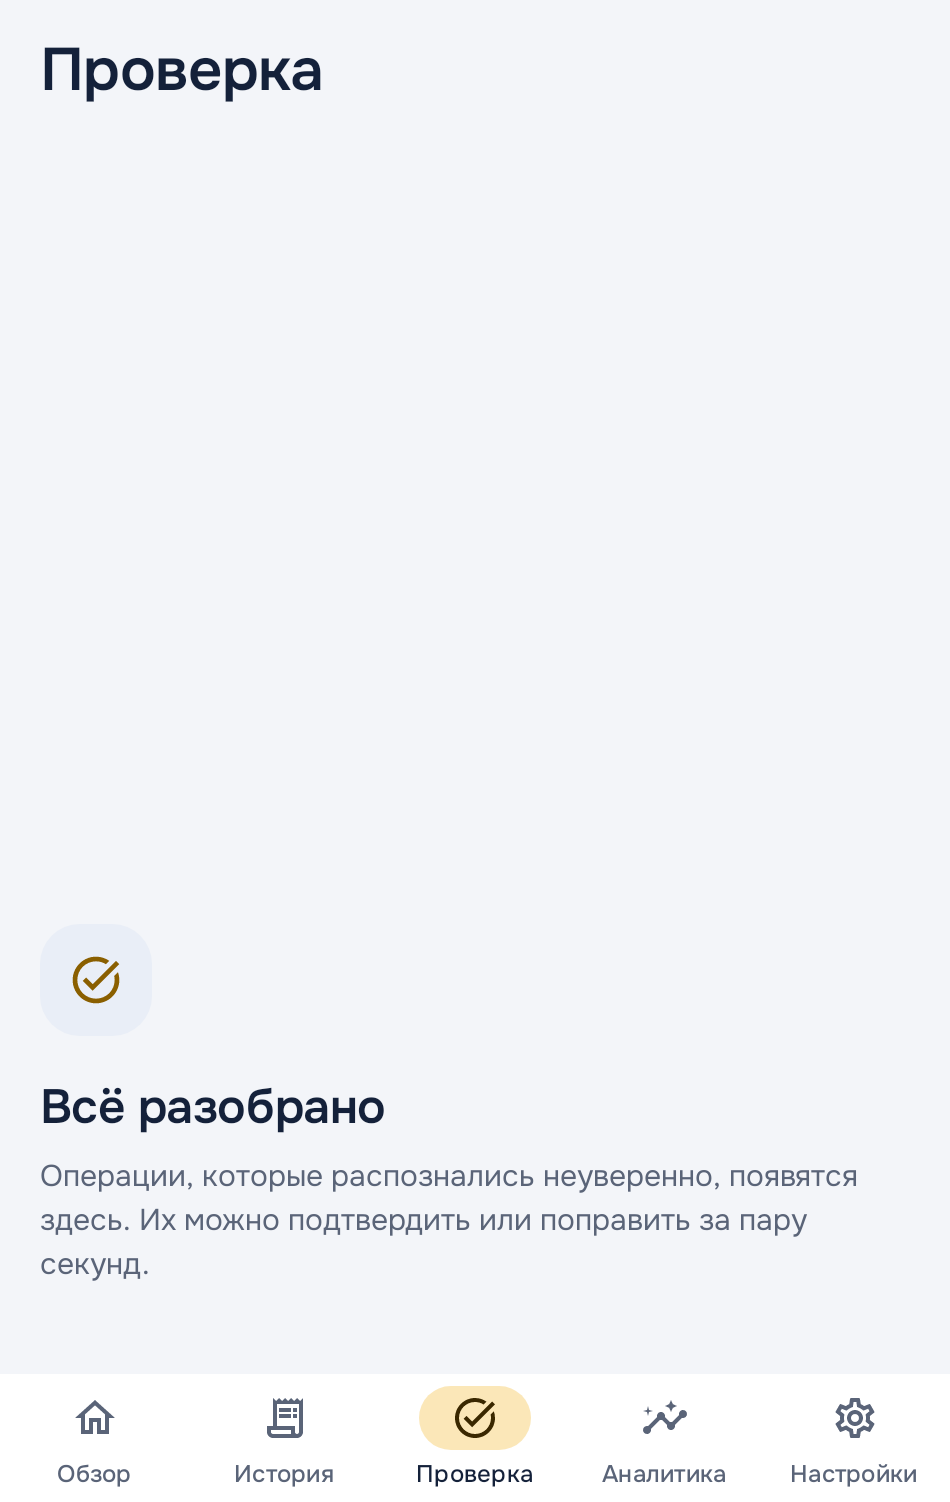 Проверка
Всё разобрано
Операции, которые распознались неуверенно, появятся
здесь. Их можно подтвердить или поправить за пару
секунд.
Обзор
История
Проверка
Аналитика
Настройки